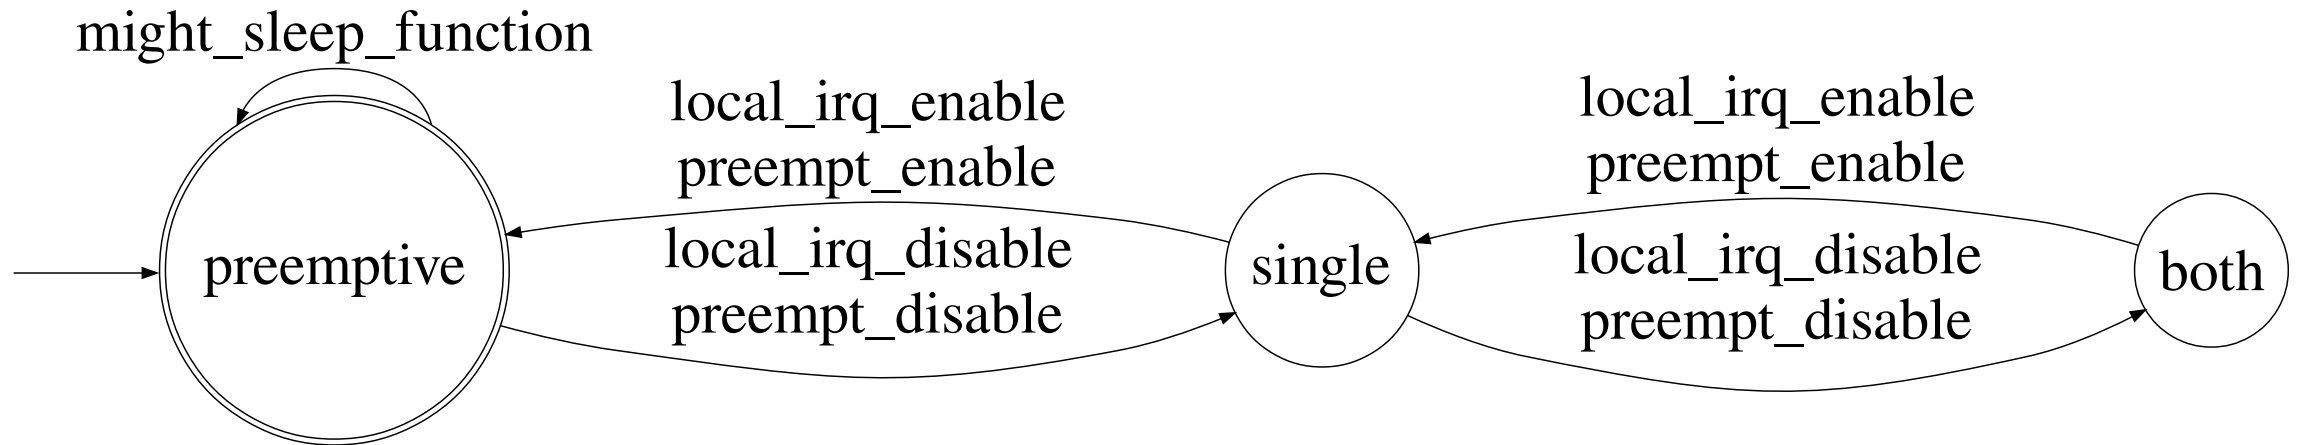 might_sleep_function
local_irq_enable
preempt_enable
local_irq_disable
preempt_disable
preemptive
single
local_irq_enable
preempt_enable
local_irq_disable
preempt_disable
both